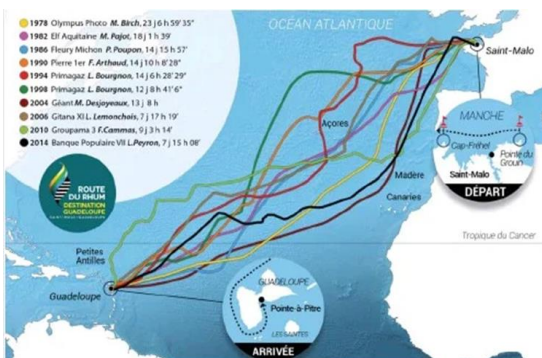 1978 Olympus Photo M. Birch, 23 j 6 h 59' 35"
1982 Elf Aquitaine M. Pajot, 18 j 1 h 39'
1986 Fleury Michon P. Poupon, 14 j 15 h 57'
1990 Pierre 1er F. Arthaud, 14 j 10 h 8' 28"
1994 Primagaz L. Bourgnon, 14 j 6 h 28' 29"
1998 Primagaz L. Bourgnon, 12 j 8 h 41' 6"
2004 Géant M. Desjoyeaux, 13 j 8 h
2006 Gitana XI L. Lemonchois, 7 j 17 h 19'
2010 Groupama 3 F. Cammas, 9 j 3 h 14'
2014 Banque Populaire VII L. Peyron, 7 j 15 h 08'
OCÉAN ATLANTIQUE
Saint-Malo
MANCHE
Cap-Fréhel
Pointe du
Grouin
Saint-Malo
DÉPART
Açores
Madère
Canaries
ROUTE
DU RHUM
DESTINATION
GUADELOUPE
Tropique du Cancer
Petites
Antilles
Guadeloupe
GUADELOUPE
Pointe-à-Pitre
LES SAINTES
ARRIVÉE